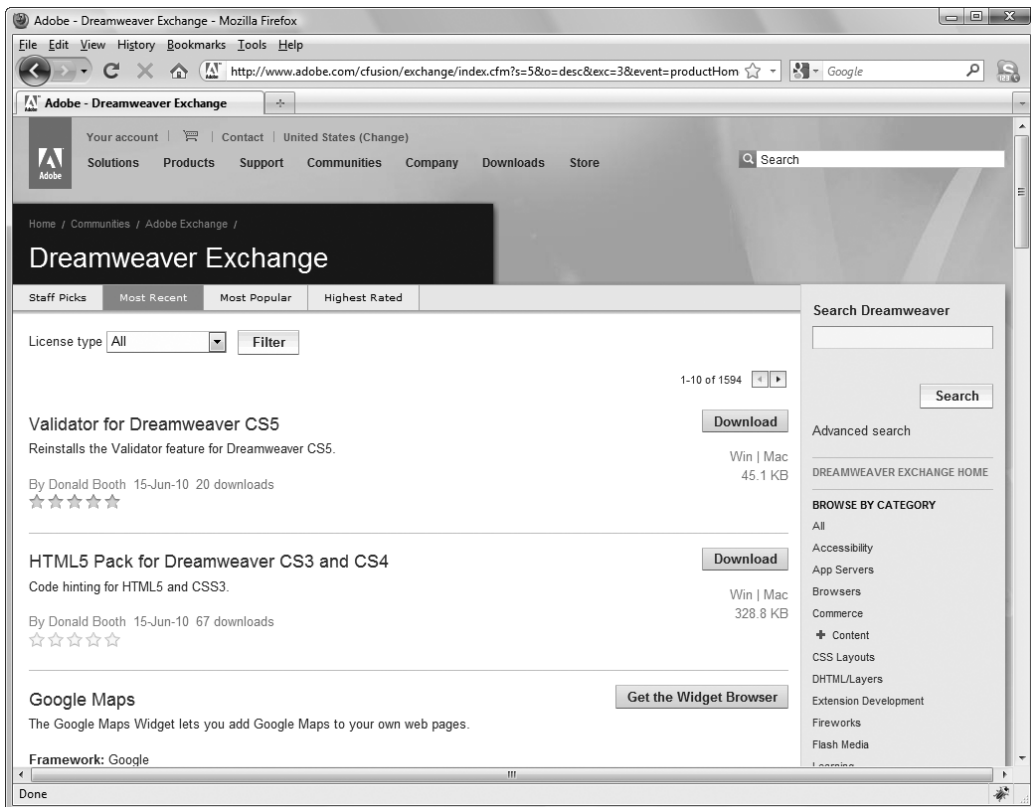 Adobe - Dreamweaver Exchange - Mozilla Firefox
File Edit View History Bookmarks Tools Help
http://www.adobe.com/cfusion/exchange/index.cfm?s=5&o=desc&exc=3&event=productHom
Google
Adobe - Dreamweaver Exchange
Your account | Contact | United States (Change)
Adobe
Solutions Products Support Communities Company Downloads Store
Search
Home / Communities / Adobe Exchange /
Dreamweaver Exchange
Staff Picks Most Recent Most Popular Highest Rated
License type All Filter
1-10 of 1594
Validator for Dreamweaver CS5
Download
Reinstalls the Validator feature for Dreamweaver CS5.
Win | Mac
45.1 KB
By Donald Booth 15-Jun-10 20 downloads
HTML5 Pack for Dreamweaver CS3 and CS4
Download
Code hinting for HTML5 and CSS3.
Win | Mac
328.8 KB
By Donald Booth 15-Jun-10 67 downloads
Google Maps
Get the Widget Browser
The Google Maps Widget lets you add Google Maps to your own web pages.
Framework: Google
Search Dreamweaver
Search
Advanced search
DREAMWEAVER EXCHANGE HOME
BROWSE BY CATEGORY
All
Accessibility
App Servers
Browsers
Commerce
Content
CSS Layouts
DHTML/Layers
Extension Development
Fireworks
Flash Media
Done